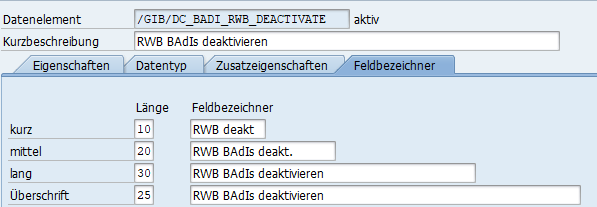 Datenelement /GIB/DC_BADI_RWB_DEACTIVATE aktiv
Kurzbeschreibung RWB BAdIs deaktivieren
Eigenschaften Datentyp Zusatzeigenschaften Feldbezeichner
Länge Feldbezeichner
kurz 10 RWB deakt
mittel 20 RWB BAdIs deakt.
lang 30 RWB BAdIs deaktivieren
Überschrift 25 RWB BAdIs deaktivieren